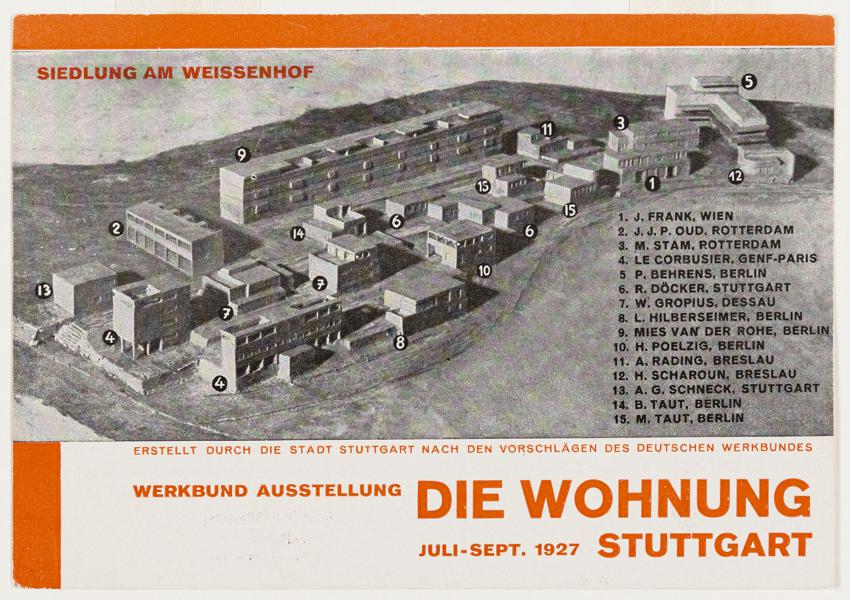 SIEDLUNG AM WEISSENHOF
5
11
3
9
15
12
1
6
15
2
14
6
10
7
13
7
4
8
4
1. J. FRANK, WIEN
2. J. J. P. OUD, ROTTERDAM
3. M. STAM, ROTTERDAM
4. LE CORBUSIER, GENF-PARIS
5 P. BEHRENS, BERLIN
6. R. DÖCKER, STUTTGART
7. W. GROPIUS, DESSAU
8. L. HILBERSEIMER, BERLIN
9. MIES VAN DER ROHE, BERLIN
10. H. POELZIG, BERLIN
11. A. RADING, BRESLAU
12. H. SCHAROUN, BRESLAU
13. A. G. SCHNECK, STUTTGART
14. B. TAUT, BERLIN
15. M. TAUT, BERLIN
ERSTELLT DURCH DIE STADT STUTTGART NACH DEN VORSCHLÄGEN DES DEUTSCHEN WERKBUNDES
WERKBUND AUSSTELLUNG DIE WOHNUNG
JULI-SEPT. 1927 STUTTGART